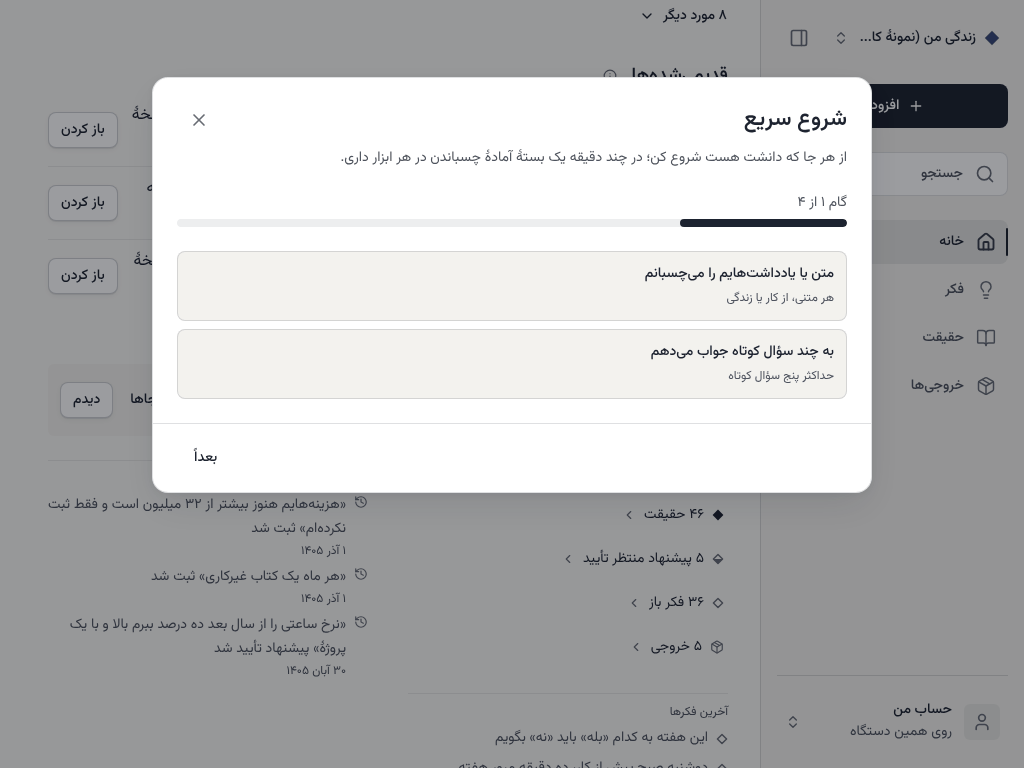 زندگی من (نمونهٔ کا...
جستجو
خانه
فکر
حقیقت
خروجی‌ها
حساب من
روی همین دستگاه
۸ مورد دیگر
باز کردن
باز کردن
باز کردن
دیدم
شروع سریع
از هر جا که دانشت هست شروع کن؛ در چند دقیقه یک بستهٔ آمادهٔ چسباندن در هر ابزار داری.
گام ۱ از ۴
متن یا یادداشت‌هایم را می‌چسبانم
هر متنی، از کار یا زندگی
به چند سؤال کوتاه جواب می‌دهم
حداکثر پنج سؤال کوتاه
بعداً
۴۶ حقیقت
۵ پیشنهاد منتظر تأیید
۳۶ فکر باز
۵ خروجی
آخرین فکرها
این هفته به کدام «بله» باید «نه» بگویم
«هزینه‌هایم هنوز بیشتر از ۳۲ میلیون است و فقط ثبت
نکرده‌ام» ثبت شد
۱ آذر ۱۴۰۵
«هر ماه یک کتاب غیرکاری» ثبت شد
۱ آذر ۱۴۰۵
«نرخ ساعتی را از سال بعد ده درصد ببرم بالا و با یک
پروژهٔ» پیشنهاد تأیید شد
۳۰ آبان ۱۴۰۵